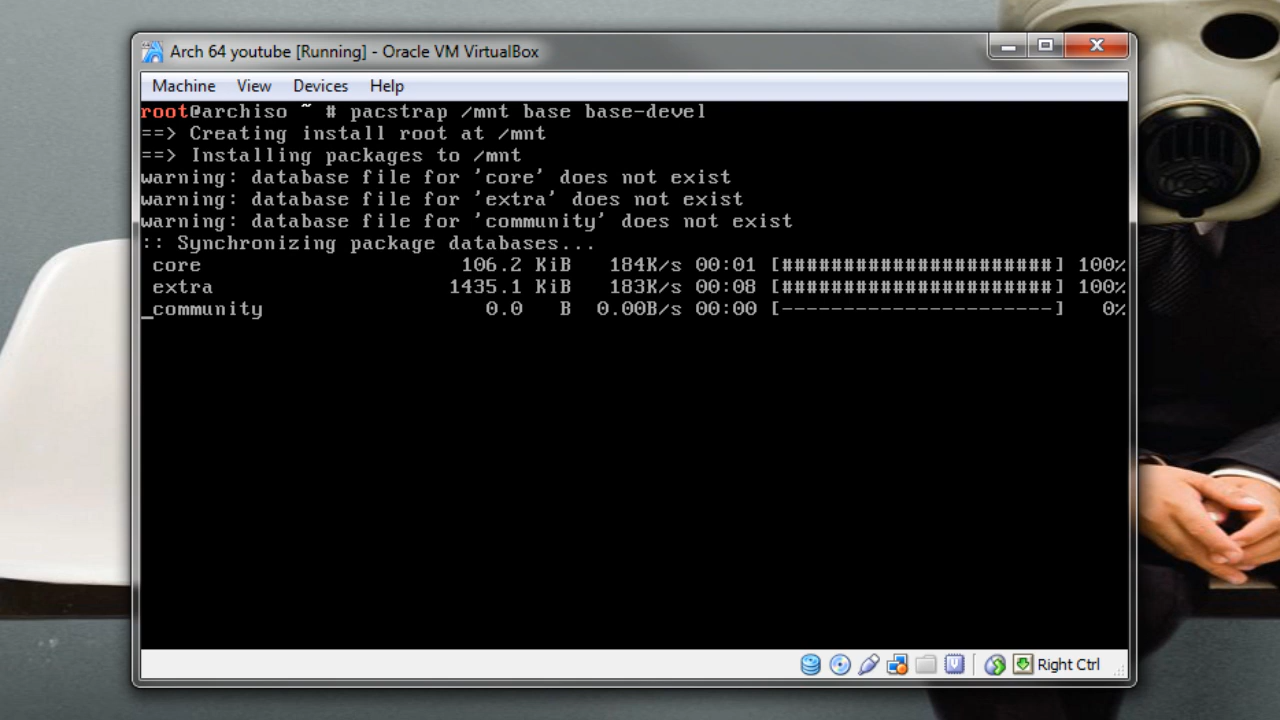 Arch 64 youtube [Running] - Oracle VM VirtualBox
Machine View Devices Help
root@archiso ~ # pacstrap /mnt base base-devel
==> Creating install root at /mnt
==> Installing packages to /mnt
warning: database file for 'core' does not exist
warning: database file for 'extra' does not exist
warning: database file for 'community' does not exist
:: Synchronizing package databases...
core 106.2 KiB 184K/s 00:01 [######################] 100%
extra 1435.1 KiB 183K/s 00:08 [######################] 100%
_community 0.0 B 0.00B/s 00:00 [----------------------] 0%
Right Ctrl